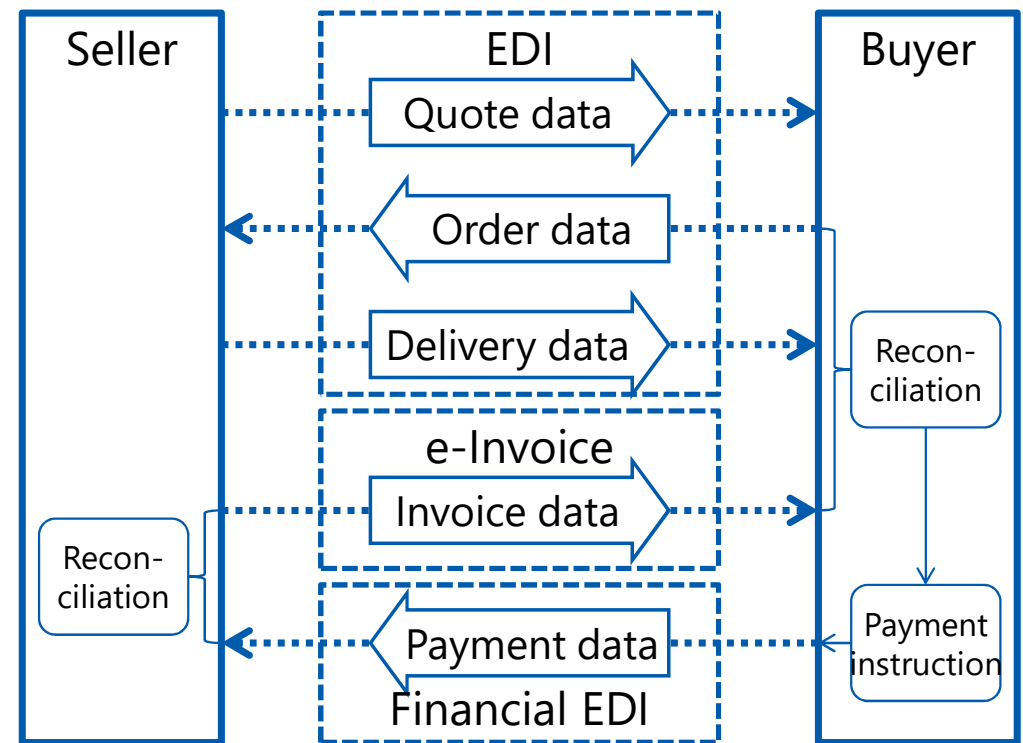 Seller
EDI
Buyer
Quote data
Order data
Delivery data
Recon-
ciliation
e-Invoice
Invoice data
Recon-
ciliation
Payment data
Payment
instruction
Financial EDI